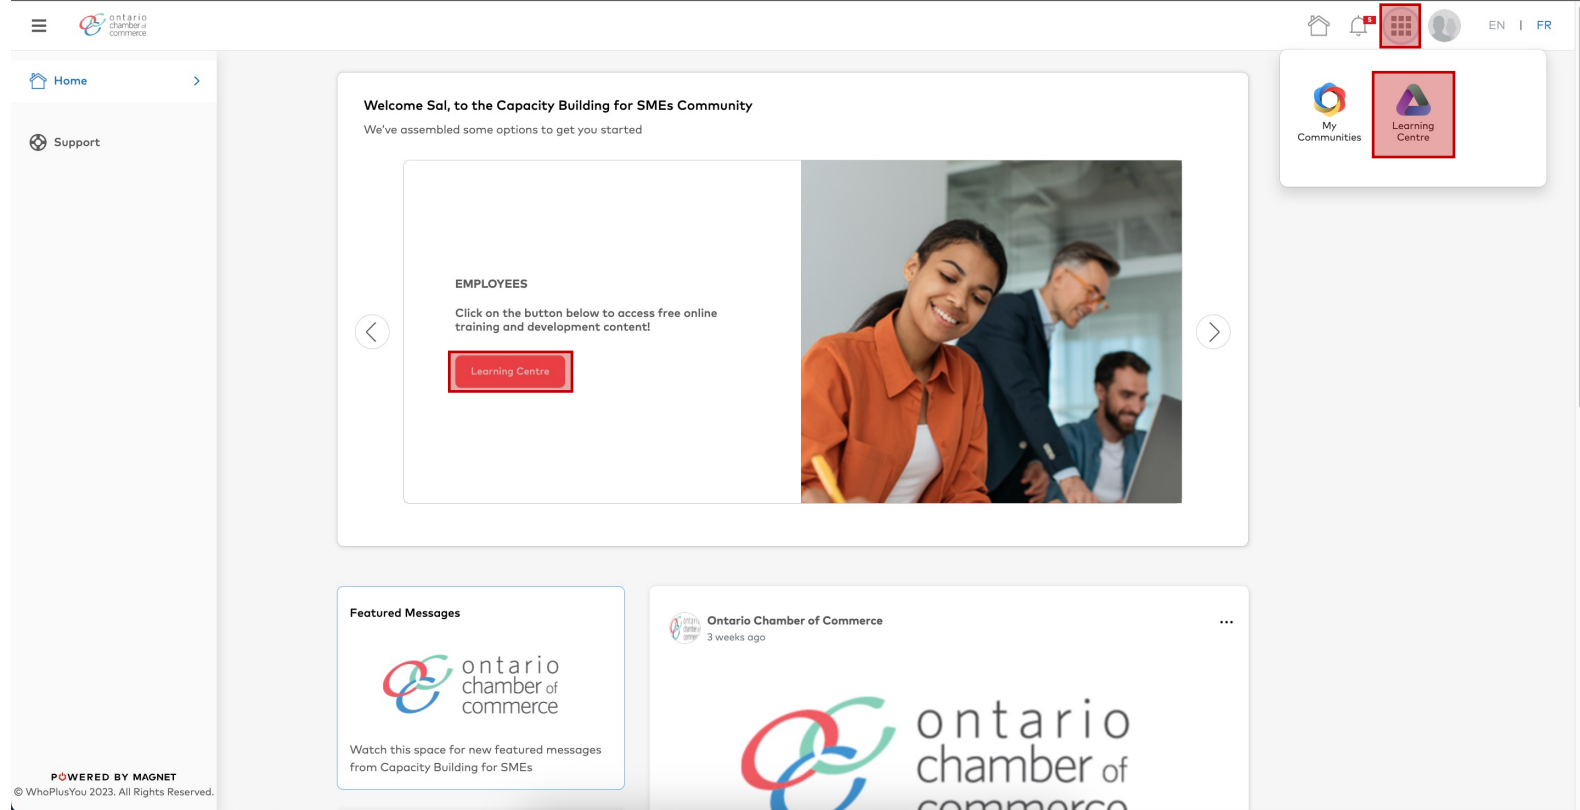 ontario
chamber of
commerce
5
EN | FR
Home
Support
My
Communities
Learning
Centre
Welcome Sal, to the Capacity Building for SMEs Community
We've assembled some options to get you started
EMPLOYEES
Click on the button below to access free online
training and development content!
Learning Centre
Featured Messages
ontario
chamber of
commerce
Watch this space for new featured messages
from Capacity Building for SMEs
Ontario Chamber of Commerce
3 weeks ago
ontario
chamber of
commerce
POWERED BY MAGNET
© WhoPlusYou 2023. All Rights Reserved.